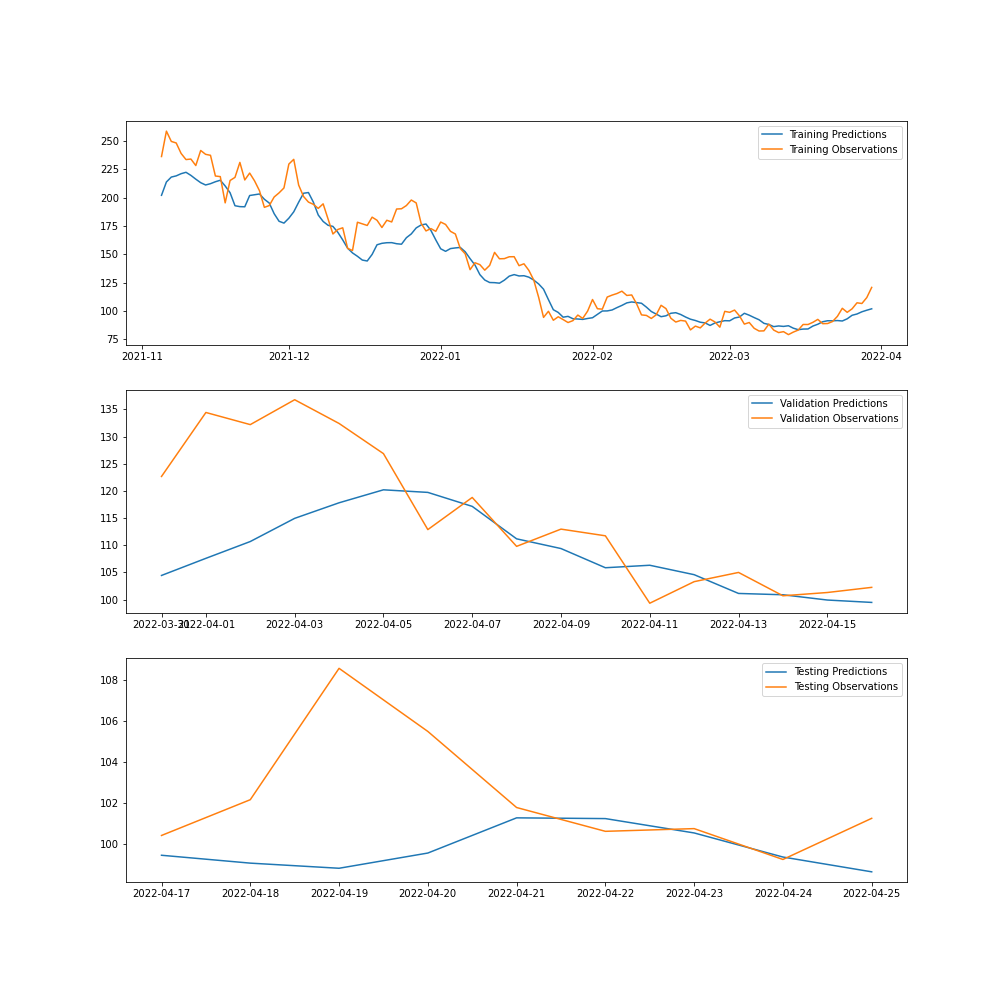 Training Predictions
Training Observations
250
225
200
175
150
125
100
75
2021-11 2021-12 2022-01 2022-02 2022-03 2022-04
Validation Predictions
Validation Observations
135
130
125
120
115
110
105
100
2022-03-31 2022-04-01 2022-04-03 2022-04-05 2022-04-07 2022-04-09 2022-04-11 2022-04-13 2022-04-15
Testing Predictions
Testing Observations
108
106
104
102
100
2022-04-17 2022-04-18 2022-04-19 2022-04-20 2022-04-21 2022-04-22 2022-04-23 2022-04-24 2022-04-25